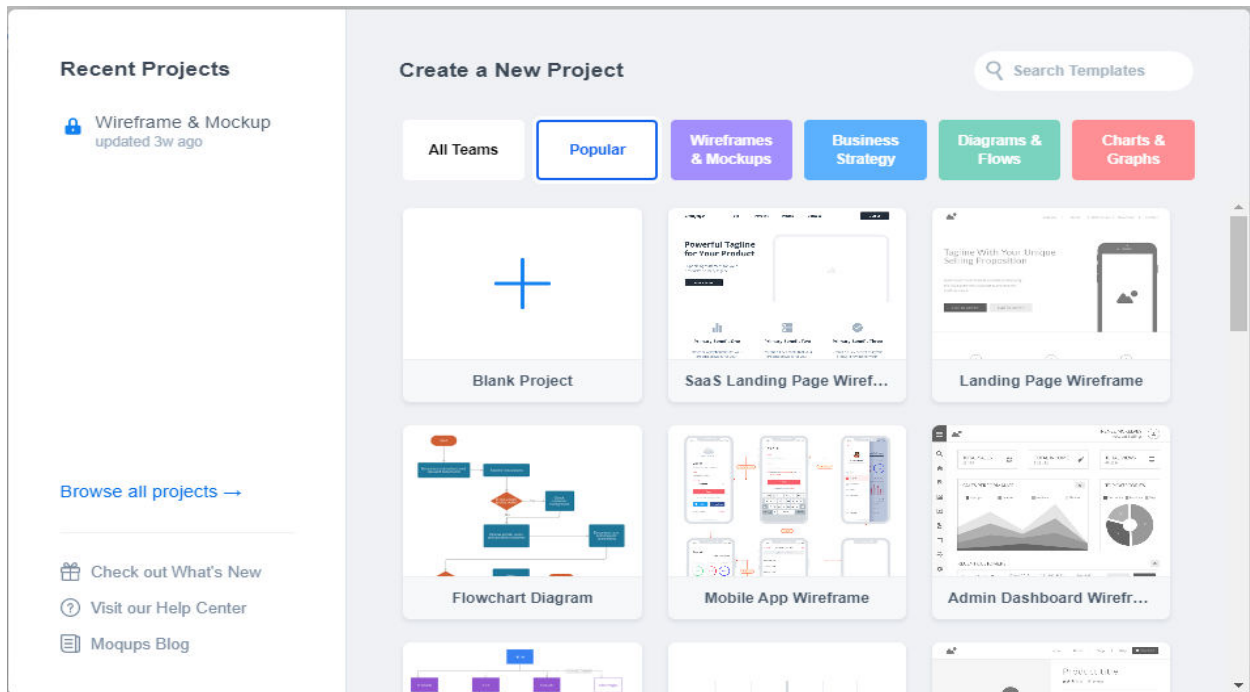 Recent Projects
Wireframe & Mockup
updated 3w ago
Browse all projects →
Check out What's New
Visit our Help Center
Moqups Blog
Create a New Project
Search Templates
All Teams
Popular
Wireframes
& Mockups
Business
Strategy
Diagrams &
Flows
Charts &
Graphs
Powerful Tagline
for Your Product
Tagline With Your Unique
Selling Proposition
Blank Project
SaaS Landing Page Wiref...
Landing Page Wireframe
Flowchart Diagram
Mobile App Wireframe
Admin Dashboard Wirefr...
Product title